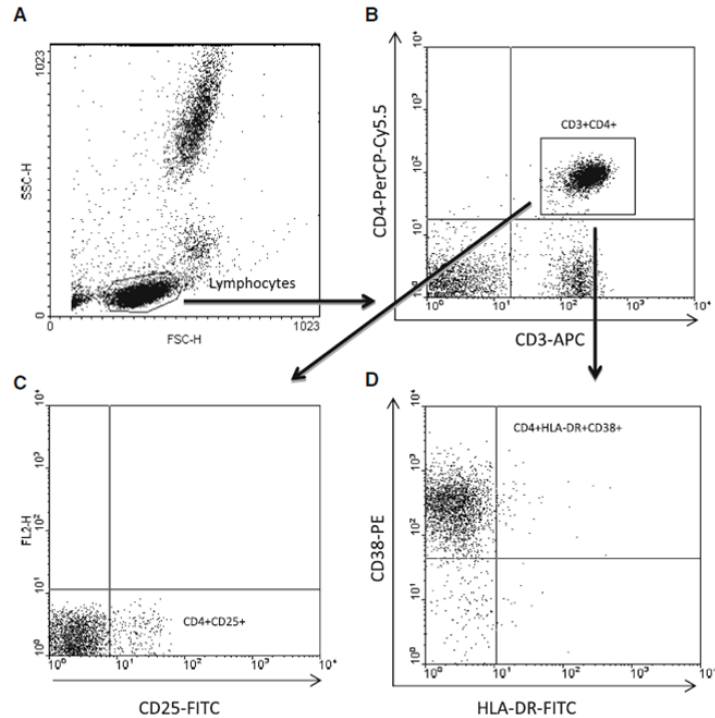 A
1023
SSC-H
0
Lymphocytes
0
1023
FSC-H
B
CD4-PerCP-Cy5.5
10⁴
10³
10²
10¹
10⁰
CD3+CD4+
10⁰
10¹
10²
10³
10⁴
CD3-APC
C
FL2-H
10⁴
10³
10²
10¹
10⁰
CD4+CD25+
10⁰
10¹
10²
10³
10⁴
CD25-FITC
D
CD38-PE
10⁴
10³
10²
10¹
10⁰
CD4+HLA-DR+CD38+
10⁰
10¹
10²
10³
10⁴
HLA-DR-FITC